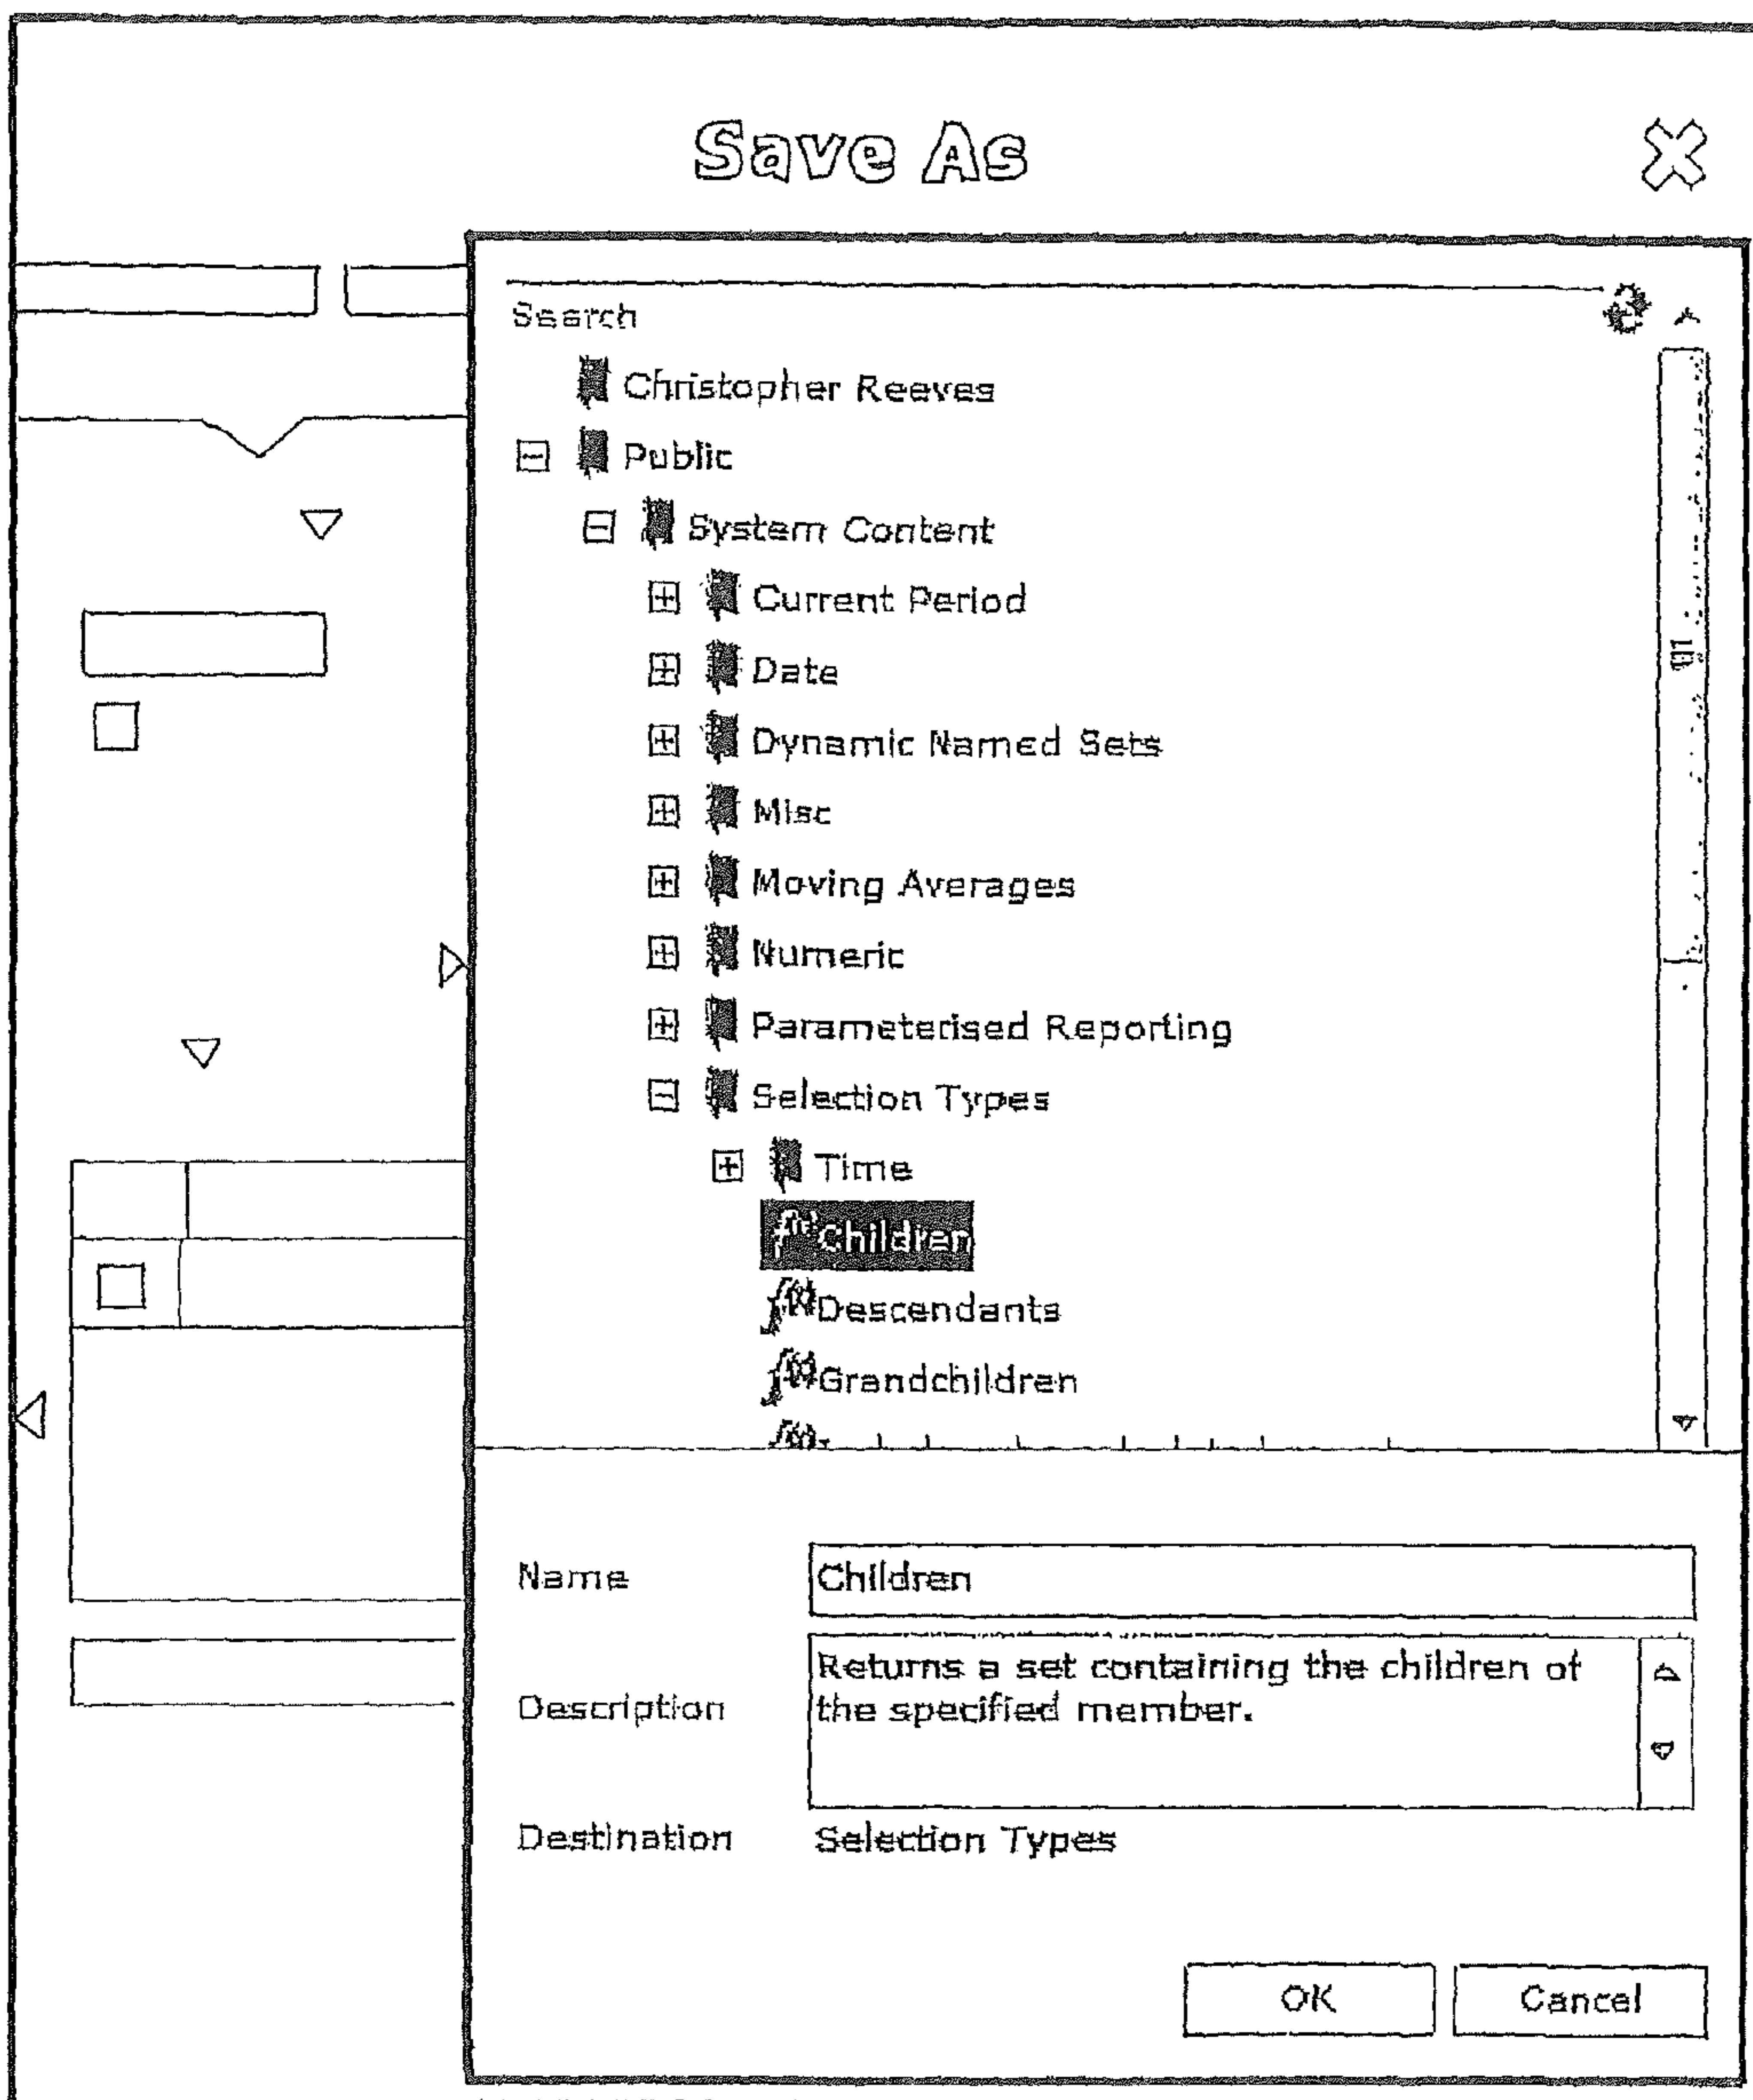 Save As
Search
Christopher Reeves
Public
System Content
Current Period
Date
Dynamic Named Sets
Misc
Moving Averages
Numeric
Parameterised Reporting
Selection Types
Time
f(x) Children
f(x) Descendants
f(x) Grandchildren
f(x)
Name Children
Description Returns a set containing the children of
the specified member.
Destination Selection Types
OK Cancel